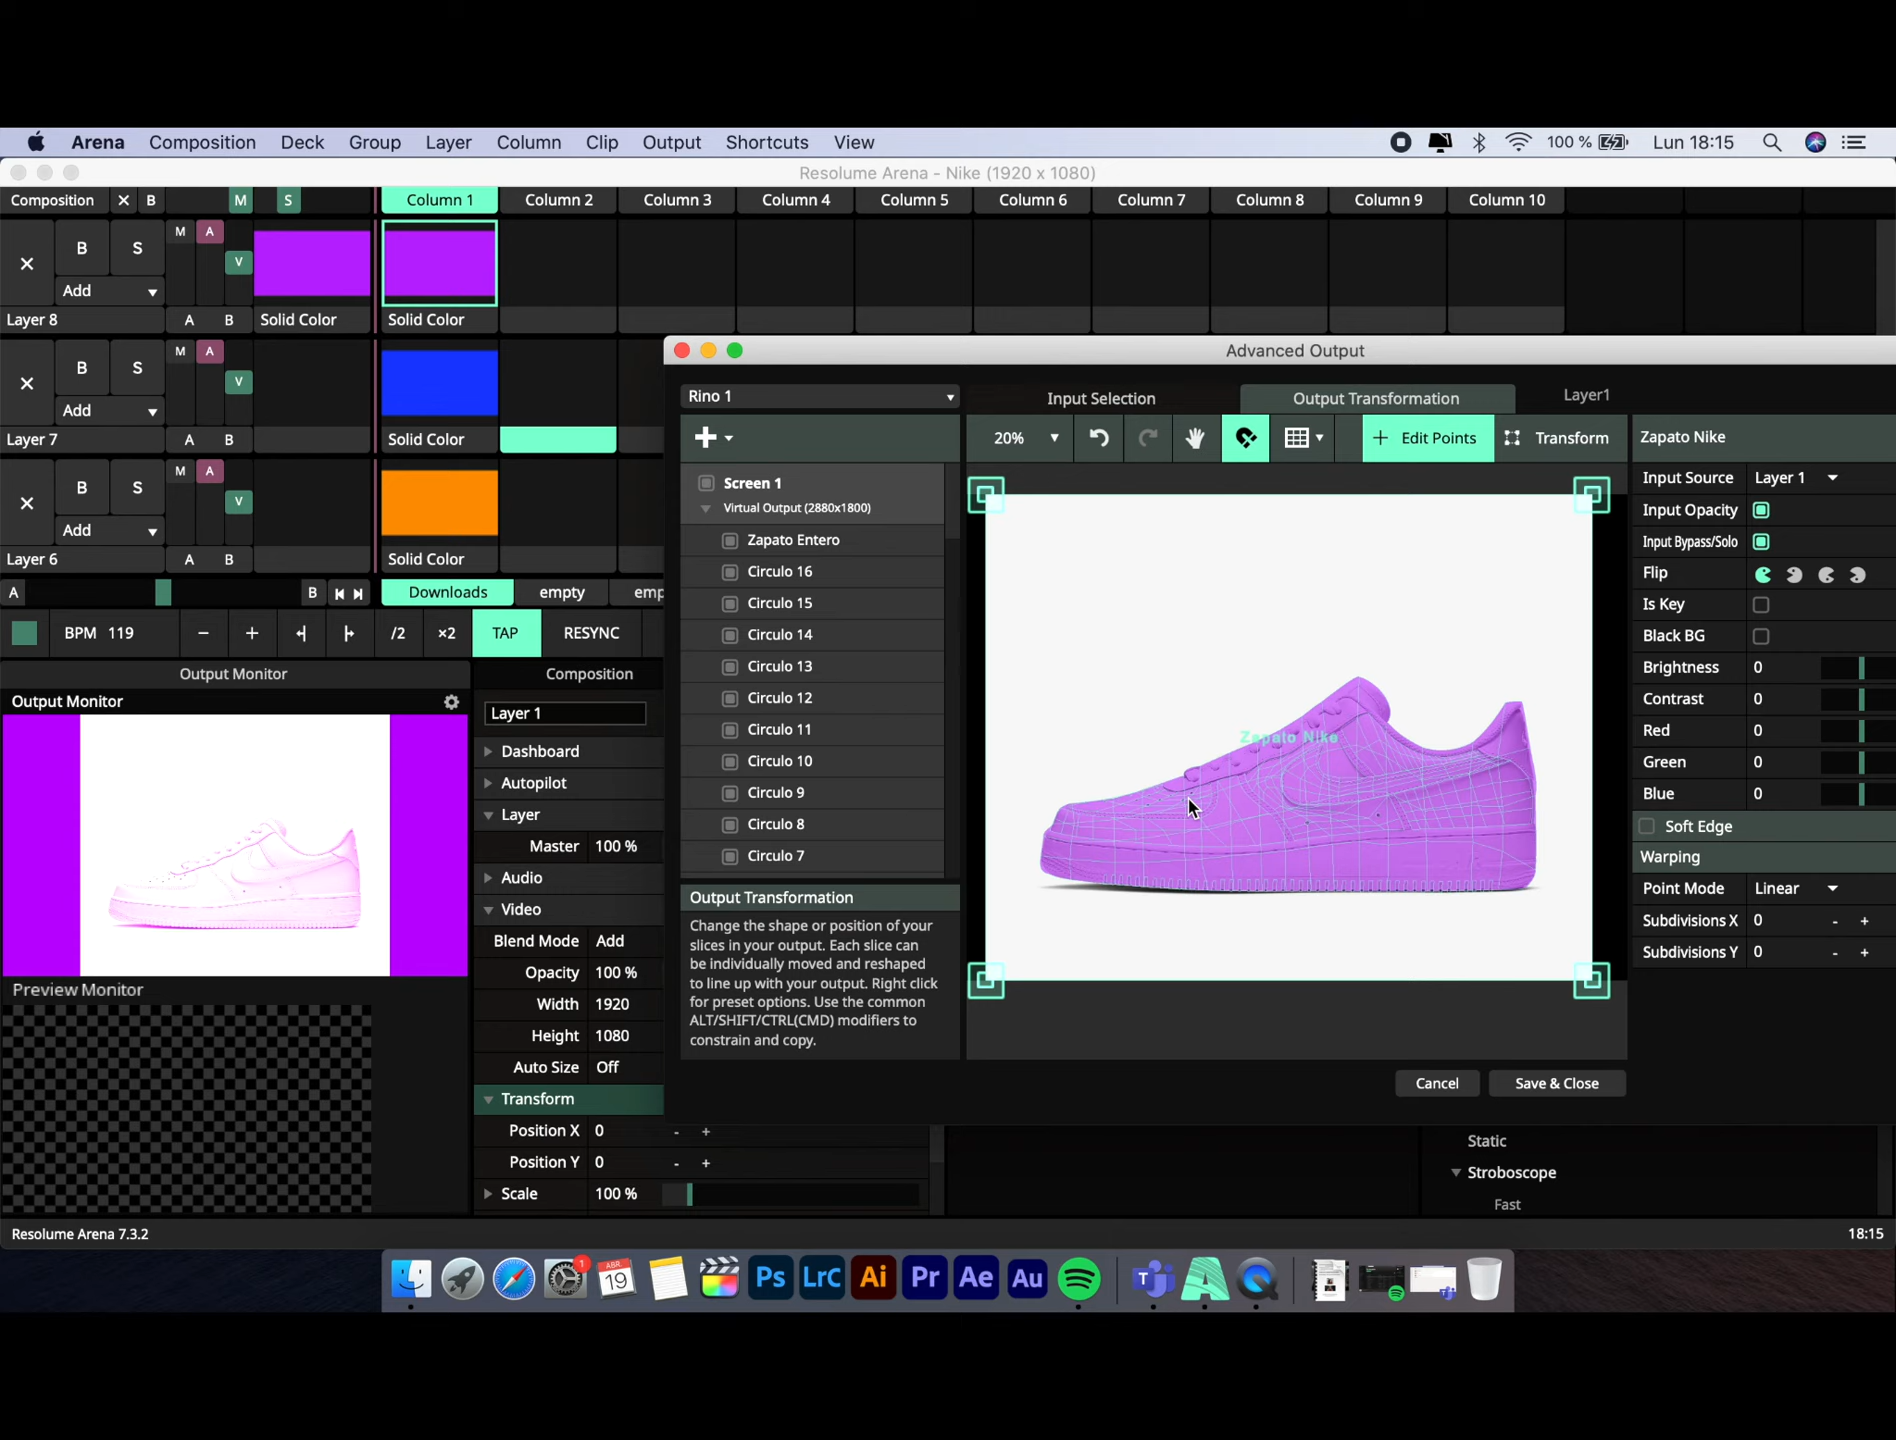 Arena Composition Deck Group Layer Column Clip Output Shortcuts View 100 % Lun 18:15
Resolume Arena - Nike (1920 x 1080)
Composition B M S Column 1 Column 2 Column 3 Column 4 Column 5 Column 6 Column 7 Column 8 Column 9 Column 10
B S M A V
Add
Layer 8 A B Solid Color Solid Color
B S M A V
Add
Layer 7 A B Solid Color
B S M A V
Add
Layer 6 A B Solid Color
A B Downloads empty emp
BPM 119 - + /2 ×2 TAP RESYNC
Output Monitor
Output Monitor
Preview Monitor
Composition
Layer 1
Dashboard
Autopilot
Layer
Master 100 %
Audio
Video
Blend Mode Add
Opacity 100 %
Width 1920
Height 1080
Auto Size Off
Transform
Position X 0 - +
Position Y 0 - +
Scale 100 %
Advanced Output
Rino 1
Input Selection Output Transformation Layer1
20% + Edit Points Transform
Screen 1
Virtual Output (2880x1800)
Zapato Entero
Circulo 16
Circulo 15
Circulo 14
Circulo 13
Circulo 12
Circulo 11
Circulo 10
Circulo 9
Circulo 8
Circulo 7
Output Transformation
Change the shape or position of your
slices in your output. Each slice can
be individually moved and reshaped
to line up with your output. Right click
for preset options. Use the common
ALT/SHIFT/CTRL(CMD) modifiers to
constrain and copy.
Zapato Nike
Zapato Nike
Input Source Layer 1
Input Opacity
Input Bypass/Solo
Flip
Is Key
Black BG
Brightness 0
Contrast 0
Red 0
Green 0
Blue 0
Soft Edge
Warping
Point Mode Linear
Subdivisions X 0 - +
Subdivisions Y 0 - +
Cancel Save & Close
Static
Stroboscope
Fast
Resolume Arena 7.3.2 18:15
1 ABR 19 Ps LrC Ai Pr Ae Au T